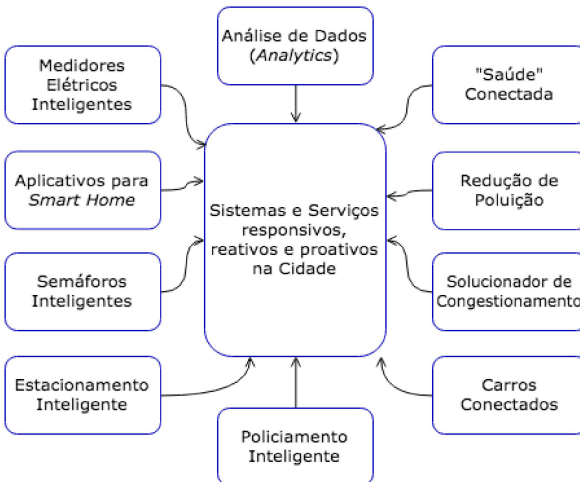 Análise de Dados
(Analytics)
Medidores
Elétricos
Inteligentes
"Saúde"
Conectada
Aplicativos para
Smart Home
Sistemas e Serviços
responsivos,
reativos e proativos
na Cidade
Redução de
Poluição
Semáforos
Inteligentes
Solucionador de
Congestionamento
Estacionamento
Inteligente
Carros
Conectados
Policiamento
Inteligente